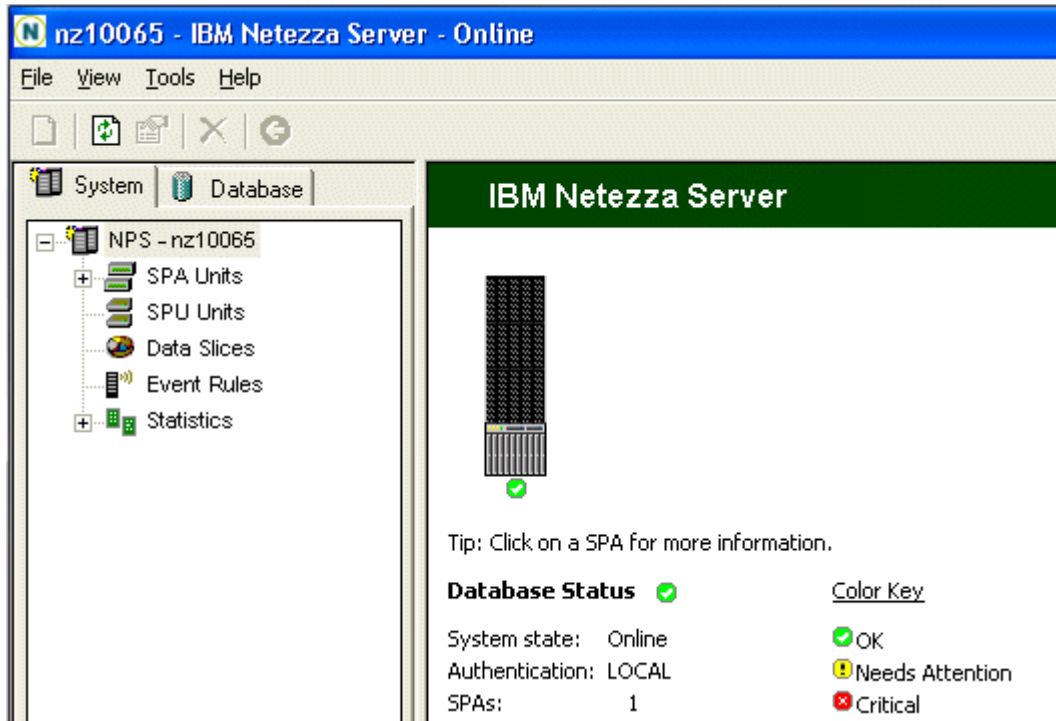 nz10065 - IBM Netezza Server - Online
File View Tools Help
System Database
NPS - nz10065
SPA Units
SPU Units
Data Slices
Event Rules
Statistics
IBM Netezza Server
Tip: Click on a SPA for more information.
Database Status Color Key
System state: Online OK
Authentication: LOCAL Needs Attention
SPAs: 1 Critical